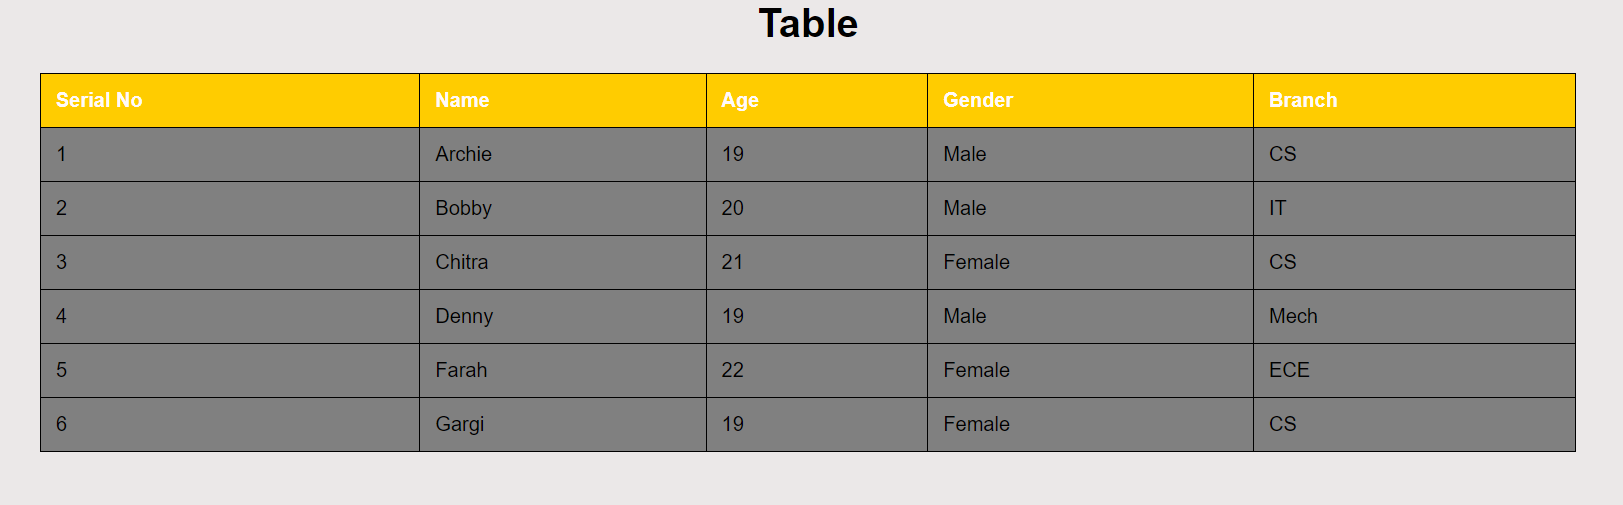 Table
Serial No Name Age Gender Branch
1 Archie 19 Male CS
2 Bobby 20 Male IT
3 Chitra 21 Female CS
4 Denny 19 Male Mech
5 Farah 22 Female ECE
6 Gargi 19 Female CS